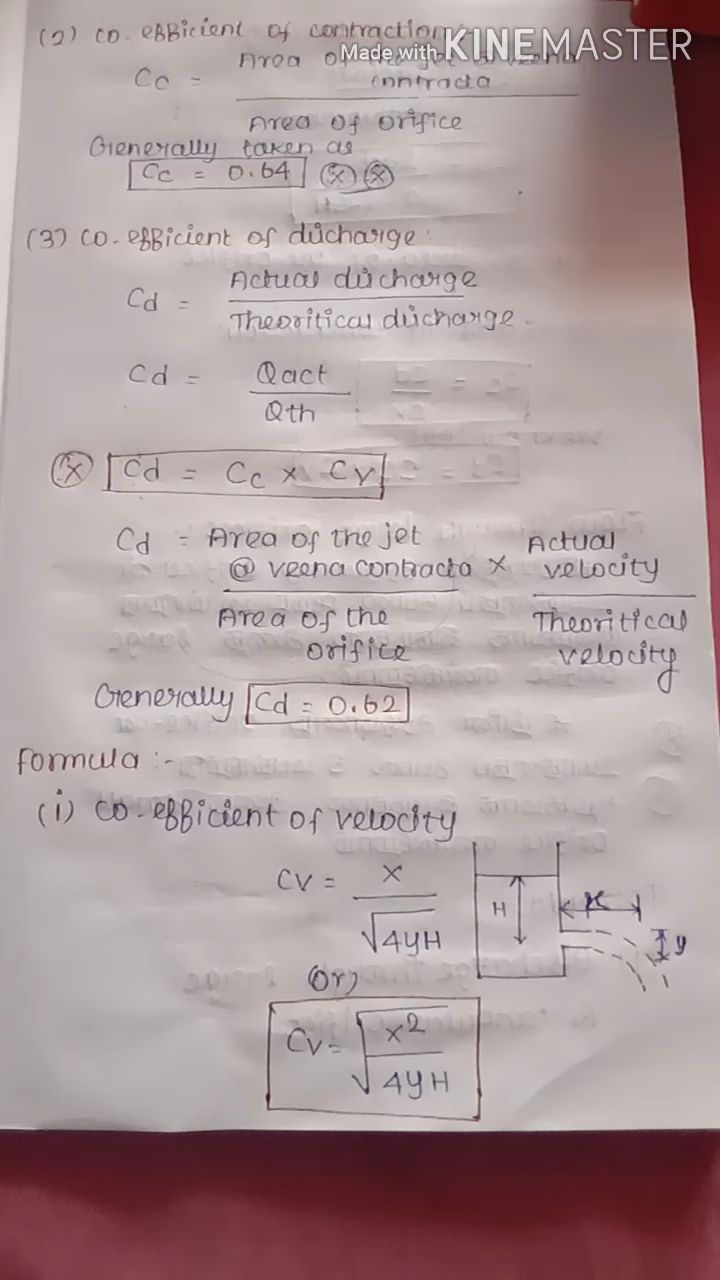 (2) co-efficient of contraction:-
Made with KINEMASTER
Cc = Area of
contracta
Area of orifice
Generally taken as
Cc = 0.64
(3) co-efficient of discharge:
Cd = Actual discharge
Theoritical discharge.
Cd = Qact
Qth
Cd = Cc x Cv
Cd = Area of the jet
@ veena contracta x Actual velocity
Area of the orifice
Theoritical velocity
Generally Cd = 0.62
Formula :-
(i) co-efficient of velocity
Cv = x
√4yH
(or)
Cv = √x²
4yH
H
x
y